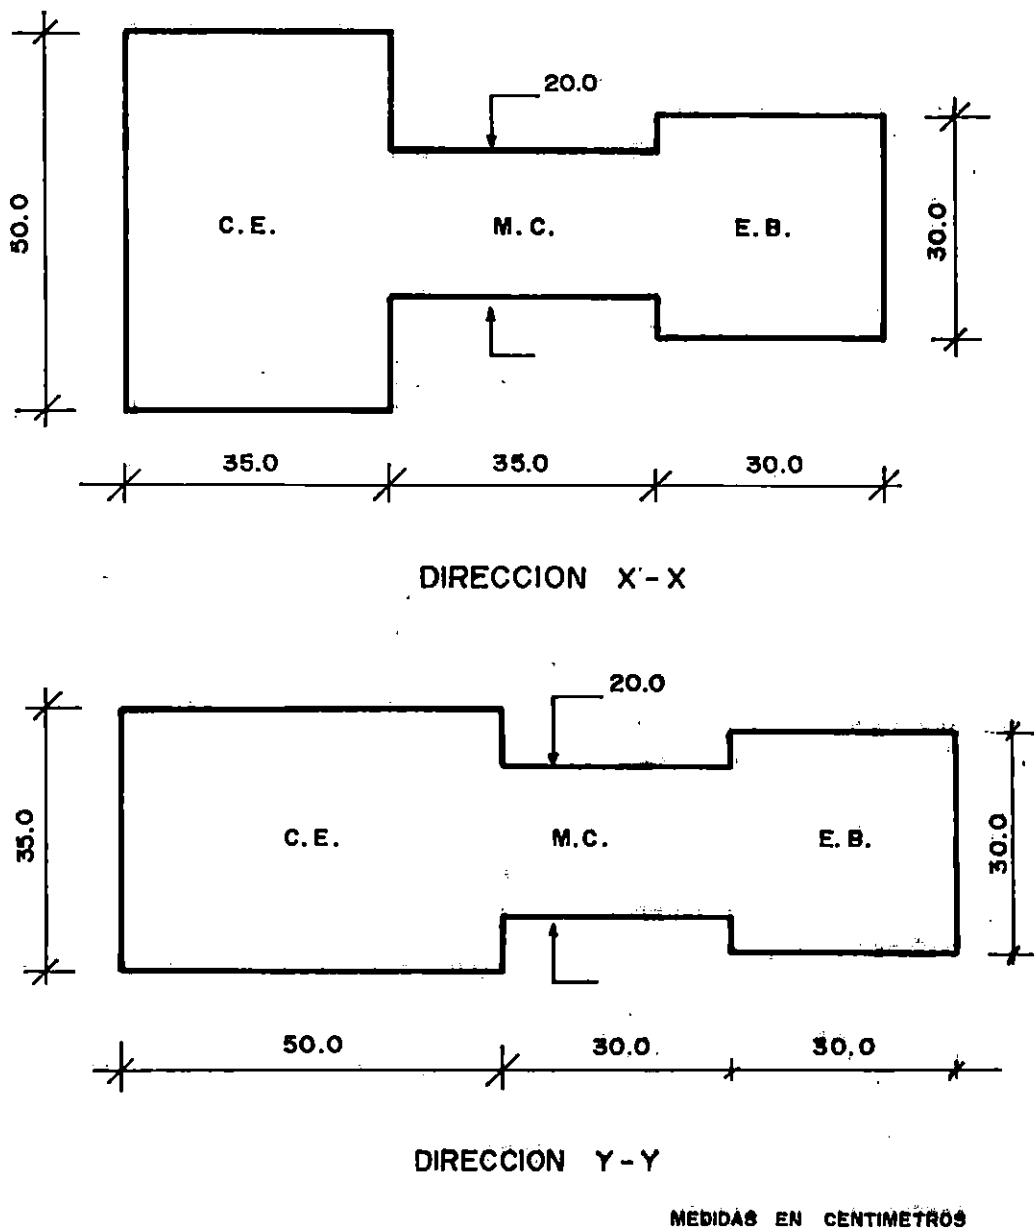 20.0
50.0
C.E.
M.C.
E.B.
30.0
35.0 35.0 30.0
DIRECCION X-X
20.0
35.0
C.E.
M.C.
E.B.
30.0
50.0 30.0 30.0
DIRECCION Y-Y
MEDIDAS EN CENTIMETROS